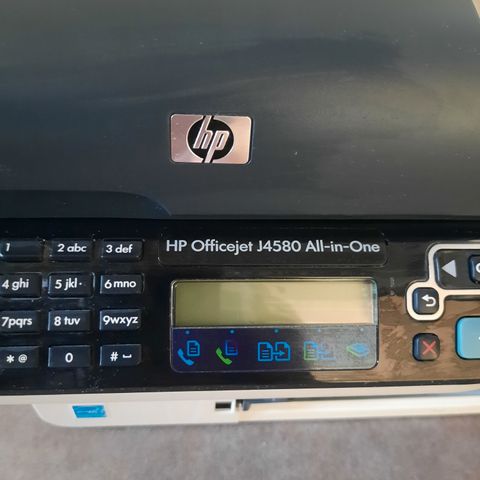 hp
HP Officejet J4580 All-in-One
1
2 abc
3 def
4 ghi
5 jkl
6 mno
7pqrs
8 tuv
9wxyz
* @
0
#